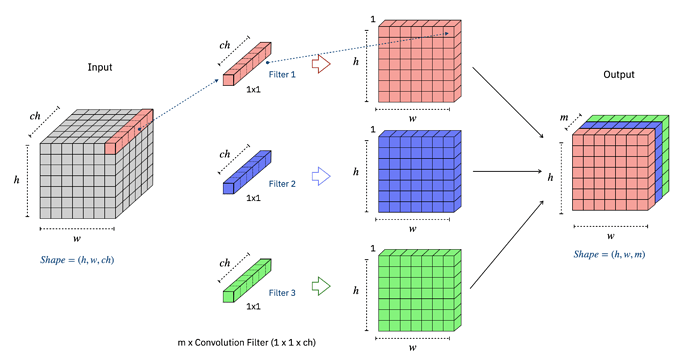 Input
ch
h
w
Shape = (h, w, ch)
ch
Filter 1
1x1
1
h
w
ch
Filter 2
1x1
1
h
w
ch
Filter 3
1x1
1
h
w
m x Convolution Filter (1 x 1 x ch)
Output
m
h
w
Shape = (h, w, m)